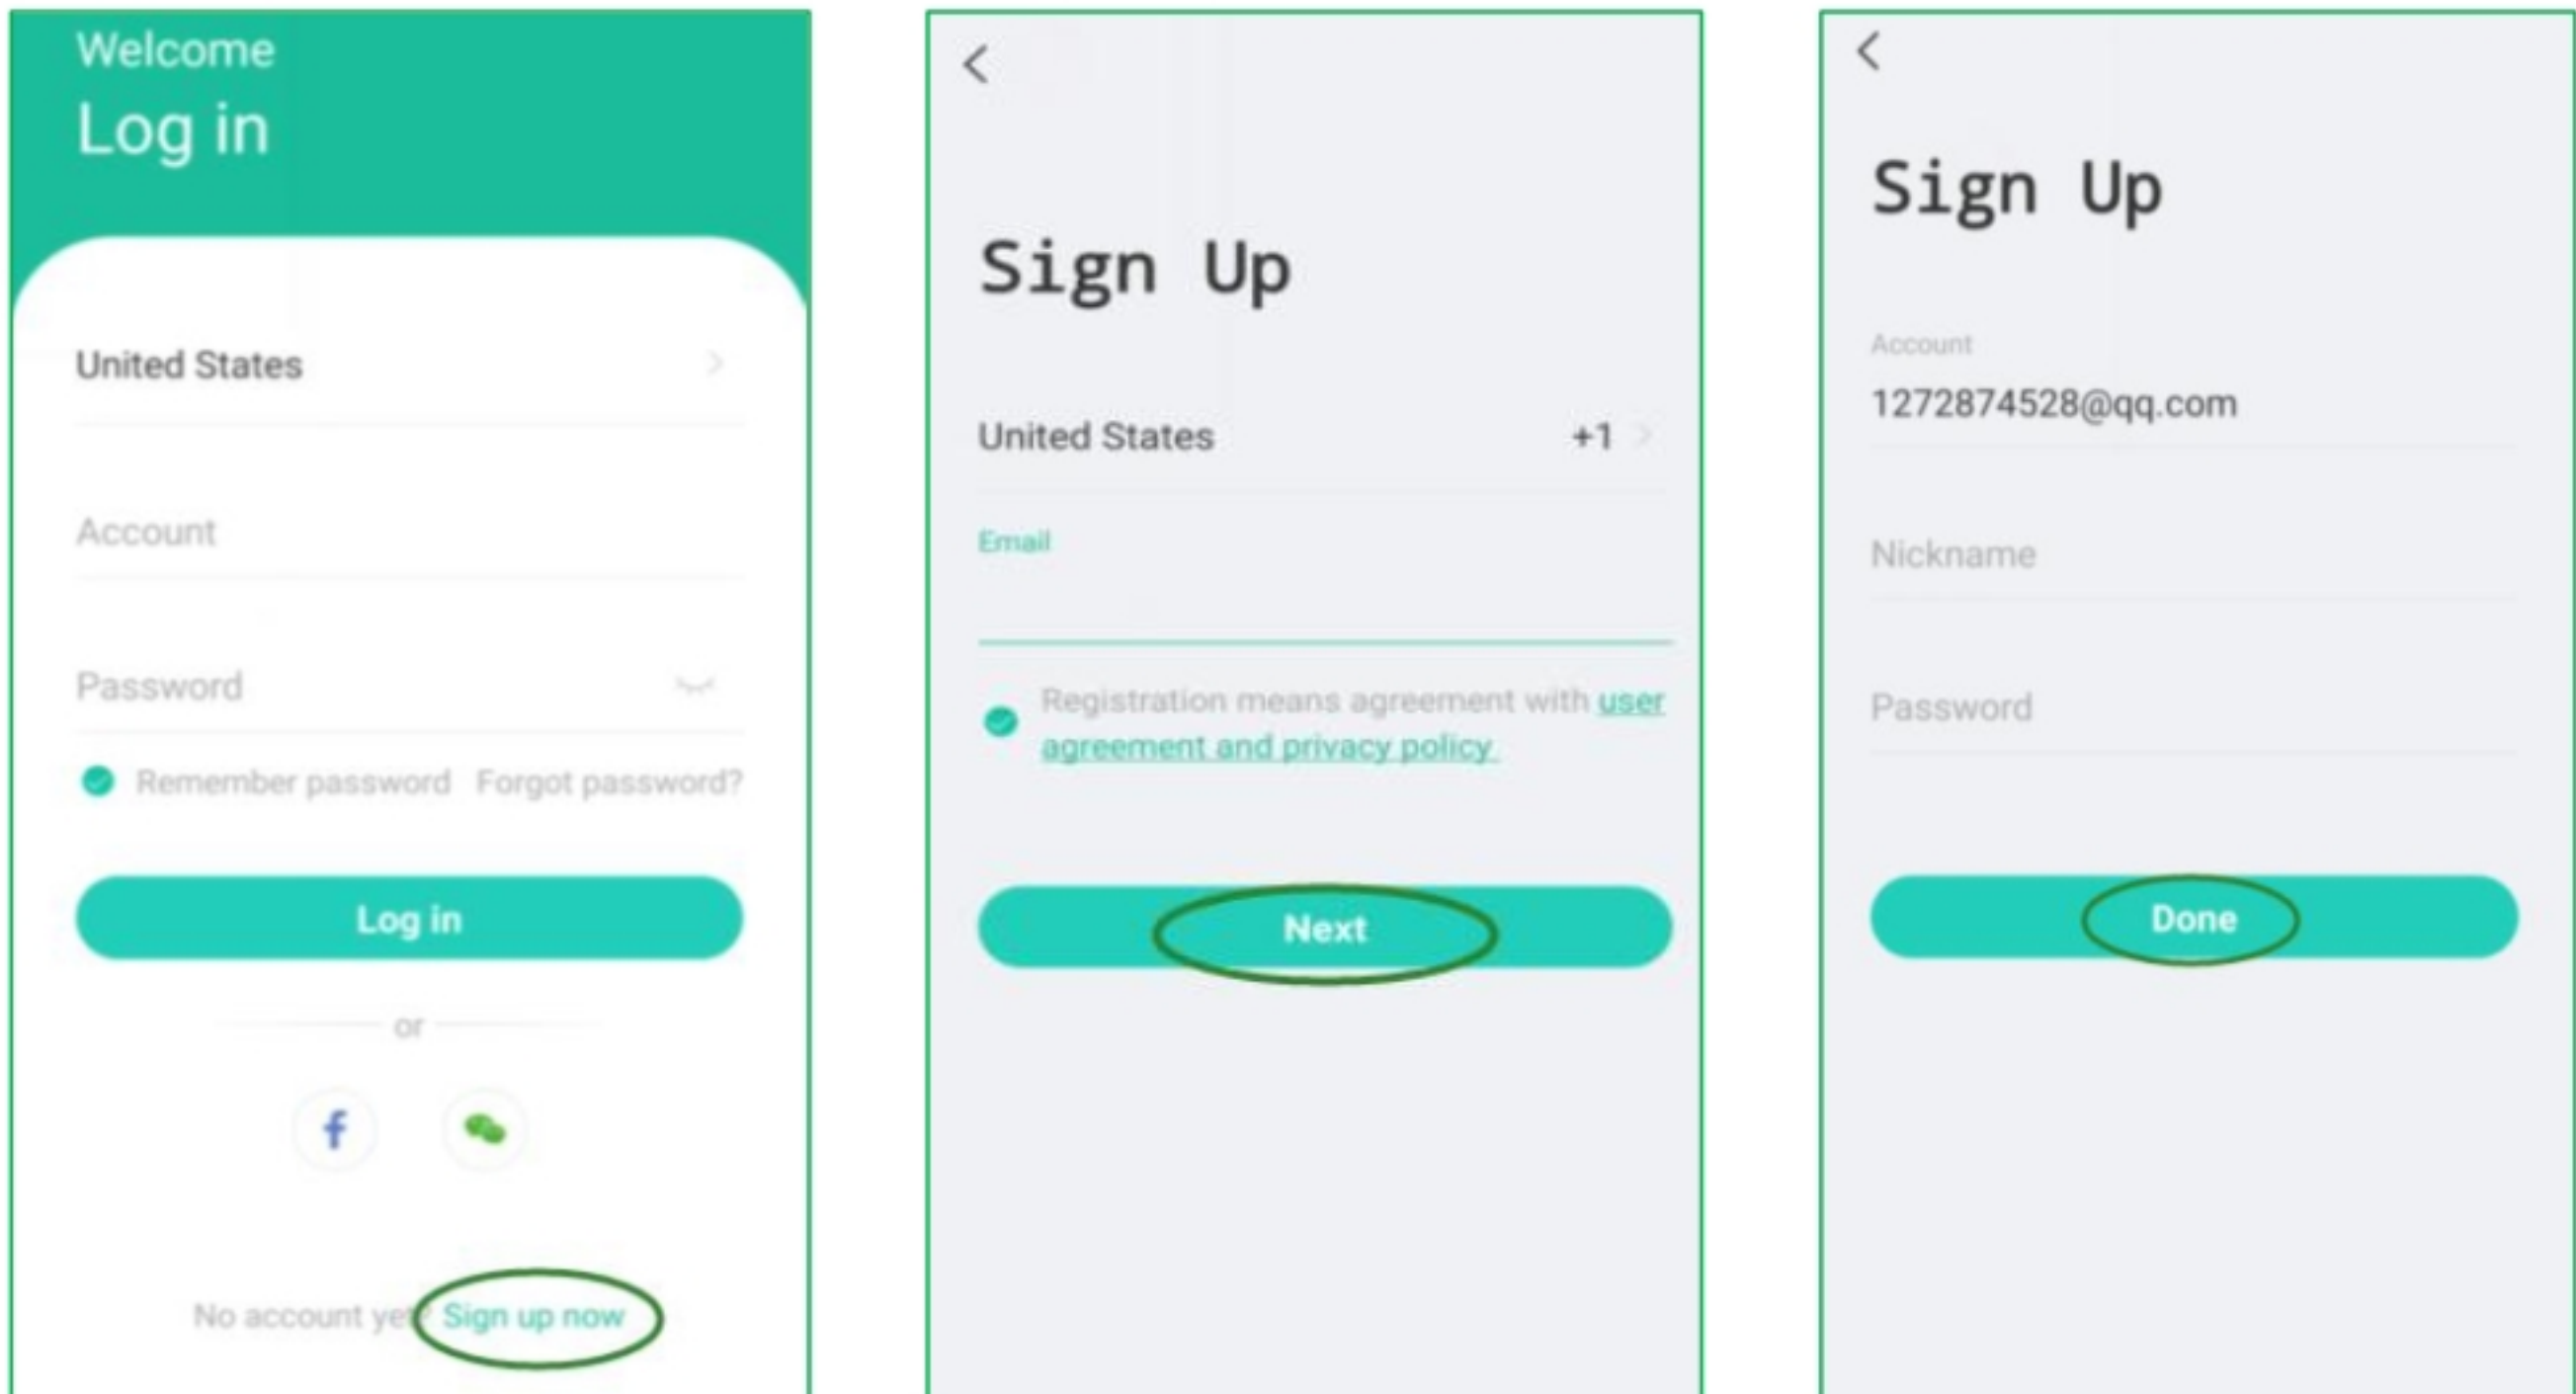 Welcome
Log in
United States
Account
Password
Remember password Forgot password?
Log in
or
f
No account yet? Sign up now
Sign Up
United States +1
Email
Registration means agreement with user
agreement and privacy policy
Next
Sign Up
Account
1272874528@qq.com
Nickname
Password
Done